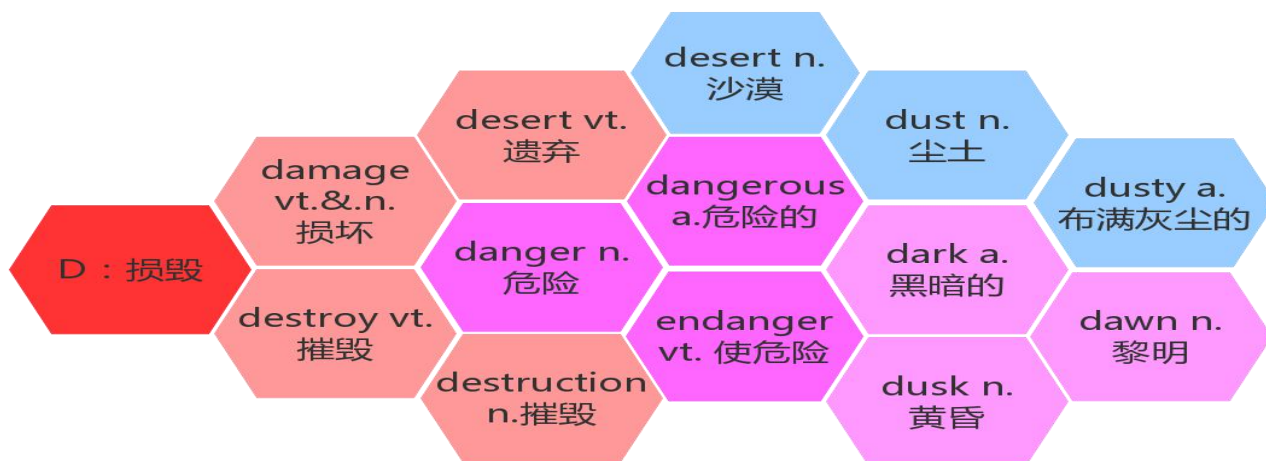 D：损毁
damage
vt.&.n.
损坏
destroy vt.
摧毁
desert vt.
遗弃
danger n.
危险
destruction
n.摧毁
desert n.
沙漠
dangerous
a.危险的
endanger
vt. 使危险
dust n.
尘土
dark a.
黑暗的
dusk n.
黄昏
dusty a.
布满灰尘的
dawn n.
黎明